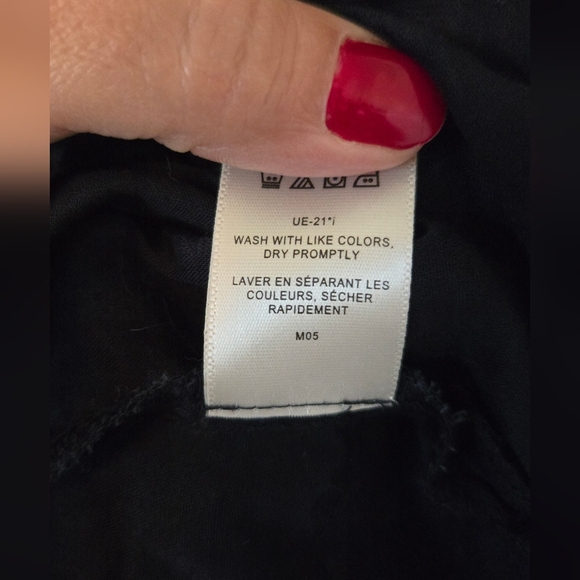 UE-21*i
WASH WITH LIKE COLORS,
DRY PROMPTLY
LAVER EN SÉPARANT LES
COULEURS, SÉCHER
RAPIDEMENT
M05